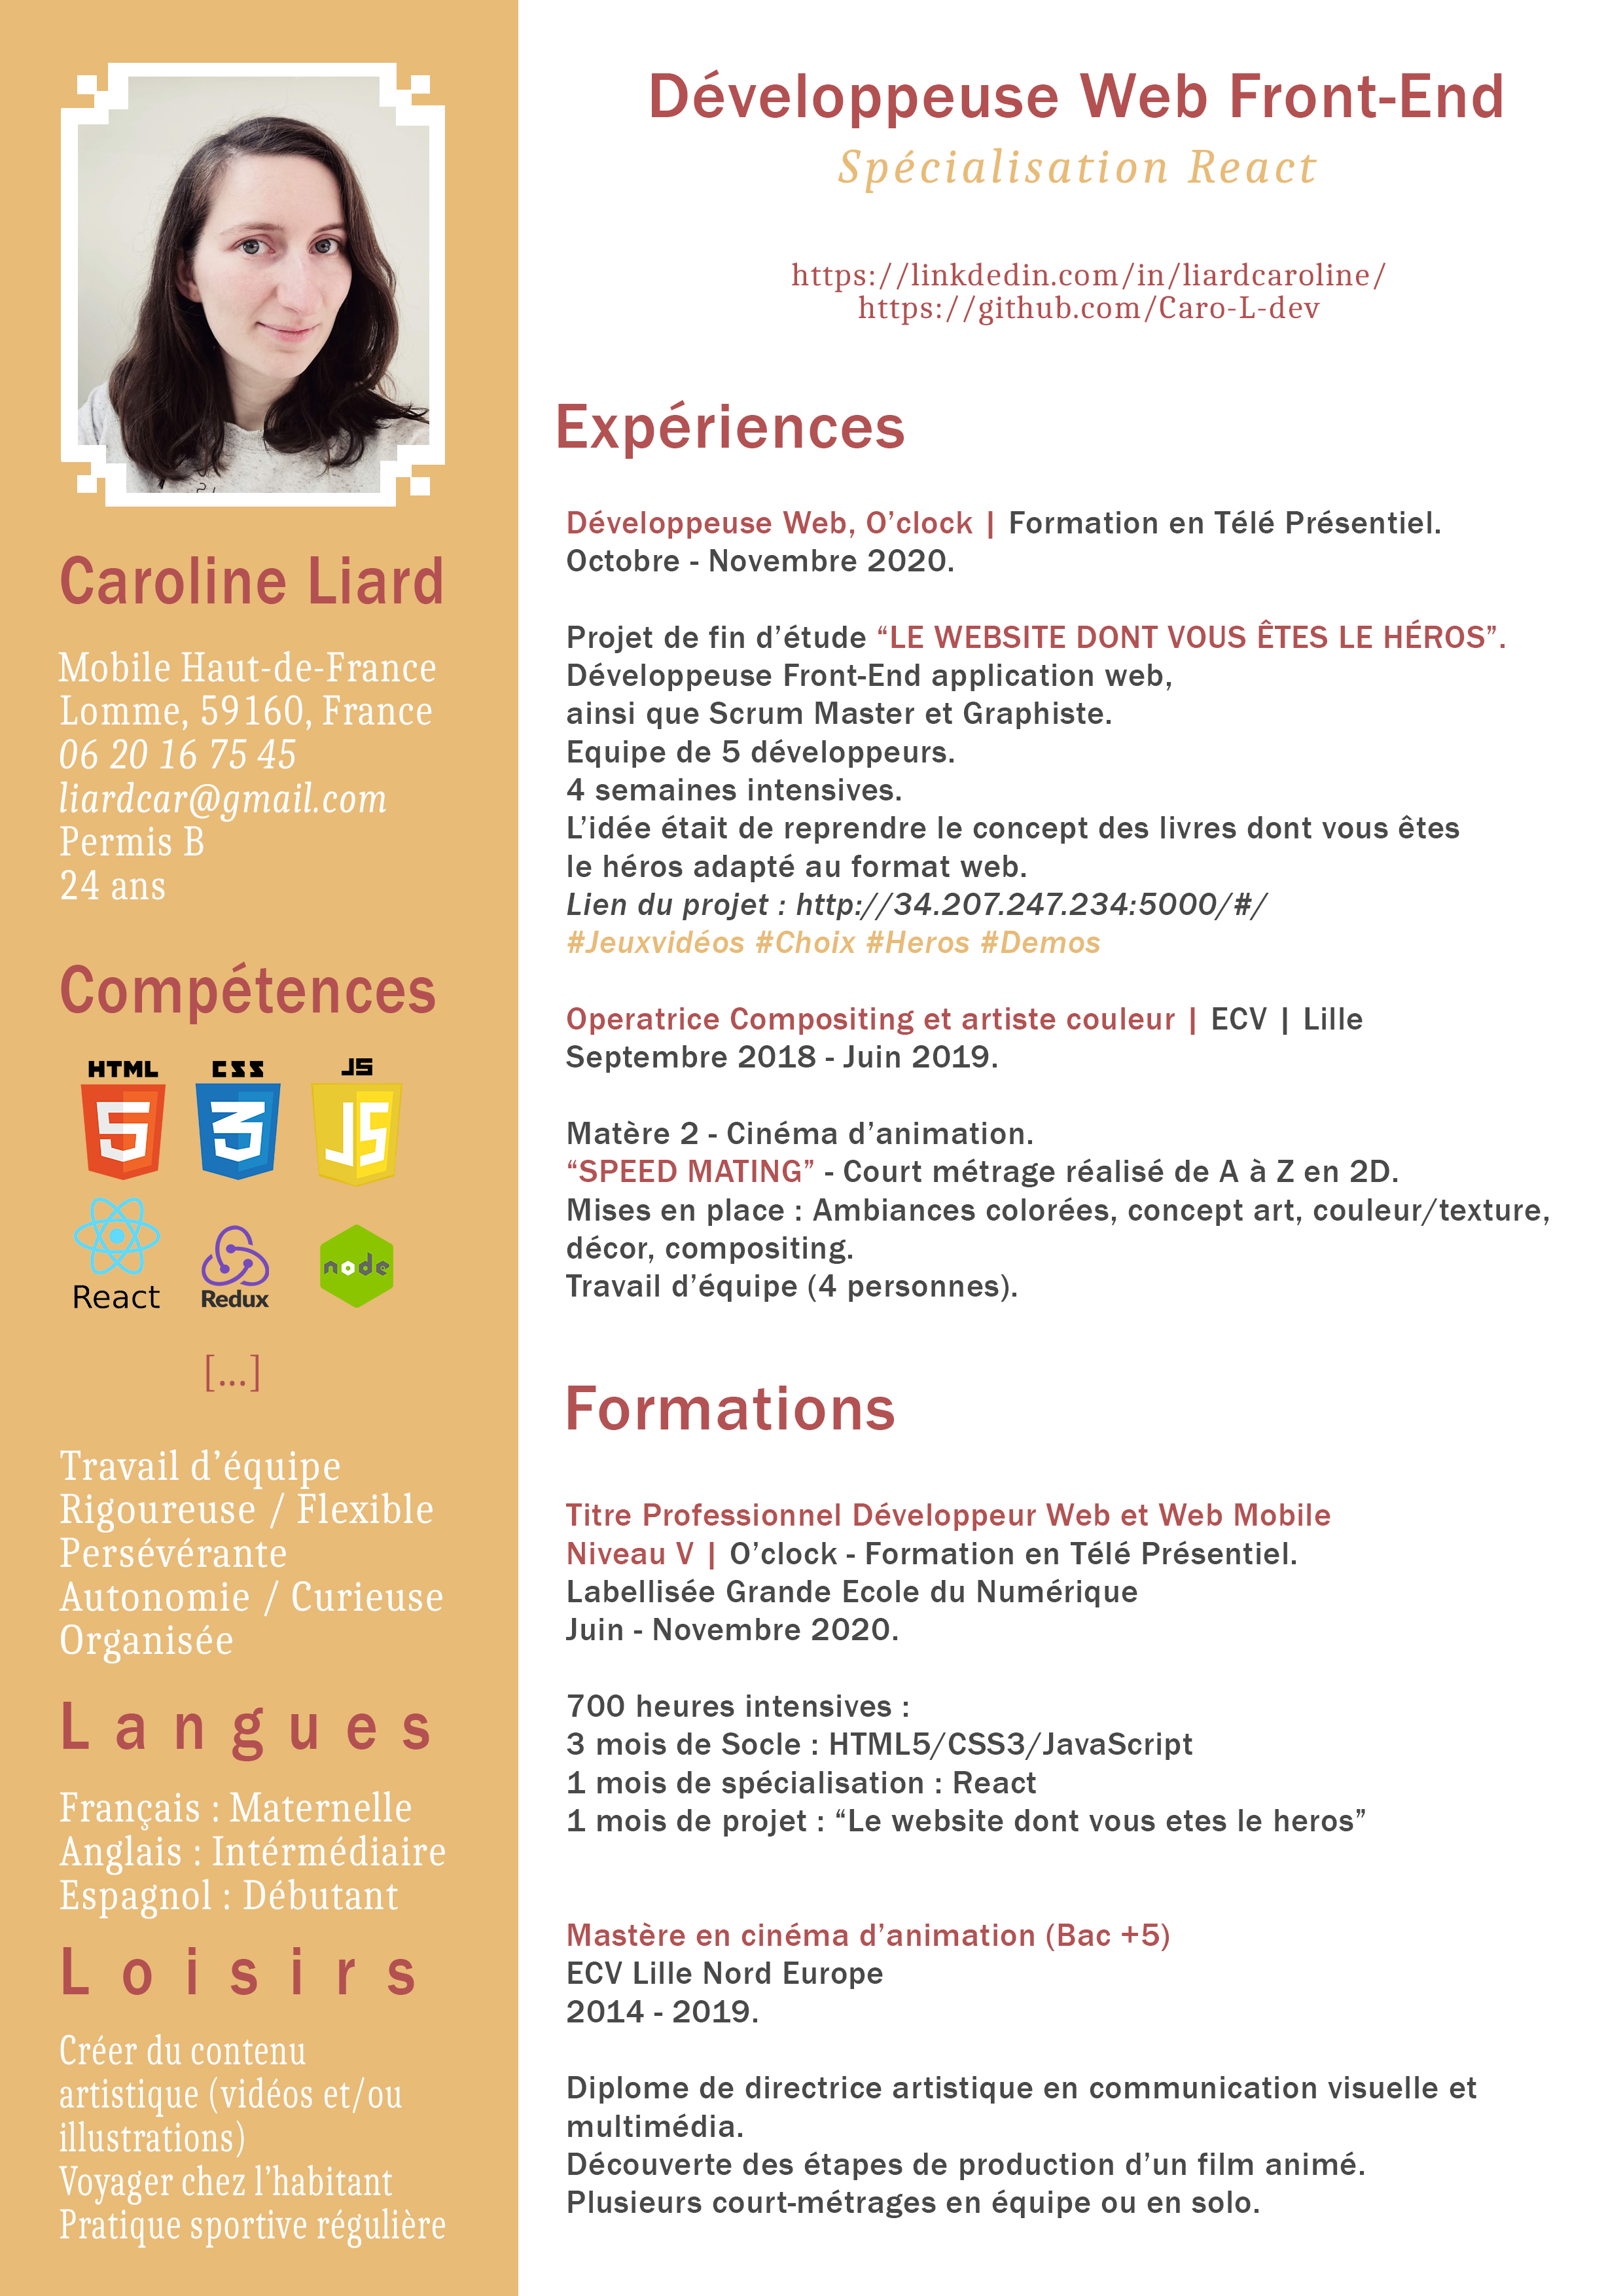 Caroline Liard
Mobile Haut-de-France
Lomme, 59160, France
06 20 16 75 45
liardcar@gmail.com
Permis B
24 ans
Compétences
HTML CSS JS
5 3 JS
React Redux node
[...]
Travail d’équipe
Rigoureuse / Flexible
Persévérante
Autonomie / Curieuse
Organisée
Langues
Français : Maternelle
Anglais : Intérmédiaire
Espagnol : Débutant
Loisirs
Créer du contenu
artistique (vidéos et/ou
illustrations)
Voyager chez l’habitant
Pratique sportive régulière
Développeuse Web Front-End
Spécialisation React
https://linkdedin.com/in/liardcaroline/
https://github.com/Caro-L-dev
Expériences
Développeuse Web, O’clock | Formation en Télé Présentiel.
Octobre - Novembre 2020.
Projet de fin d’étude “LE WEBSITE DONT VOUS ÊTES LE HÉROS”.
Développeuse Front-End application web,
ainsi que Scrum Master et Graphiste.
Equipe de 5 développeurs.
4 semaines intensives.
L’idée était de reprendre le concept des livres dont vous êtes
le héros adapté au format web.
Lien du projet : http://34.207.247.234:5000/#/
#Jeuxvidéos #Choix #Heros #Demos
Operatrice Compositing et artiste couleur | ECV | Lille
Septembre 2018 - Juin 2019.
Matère 2 - Cinéma d’animation.
“SPEED MATING” - Court métrage réalisé de A à Z en 2D.
Mises en place : Ambiances colorées, concept art, couleur/texture,
décor, compositing.
Travail d’équipe (4 personnes).
Formations
Titre Professionnel Développeur Web et Web Mobile
Niveau V | O’clock - Formation en Télé Présentiel.
Labellisée Grande Ecole du Numérique
Juin - Novembre 2020.
700 heures intensives :
3 mois de Socle : HTML5/CSS3/JavaScript
1 mois de spécialisation : React
1 mois de projet : “Le website dont vous etes le heros”
Mastère en cinéma d’animation (Bac +5)
ECV Lille Nord Europe
2014 - 2019.
Diplome de directrice artistique en communication visuelle et
multimédia.
Découverte des étapes de production d’un film animé.
Plusieurs court-métrages en équipe ou en solo.